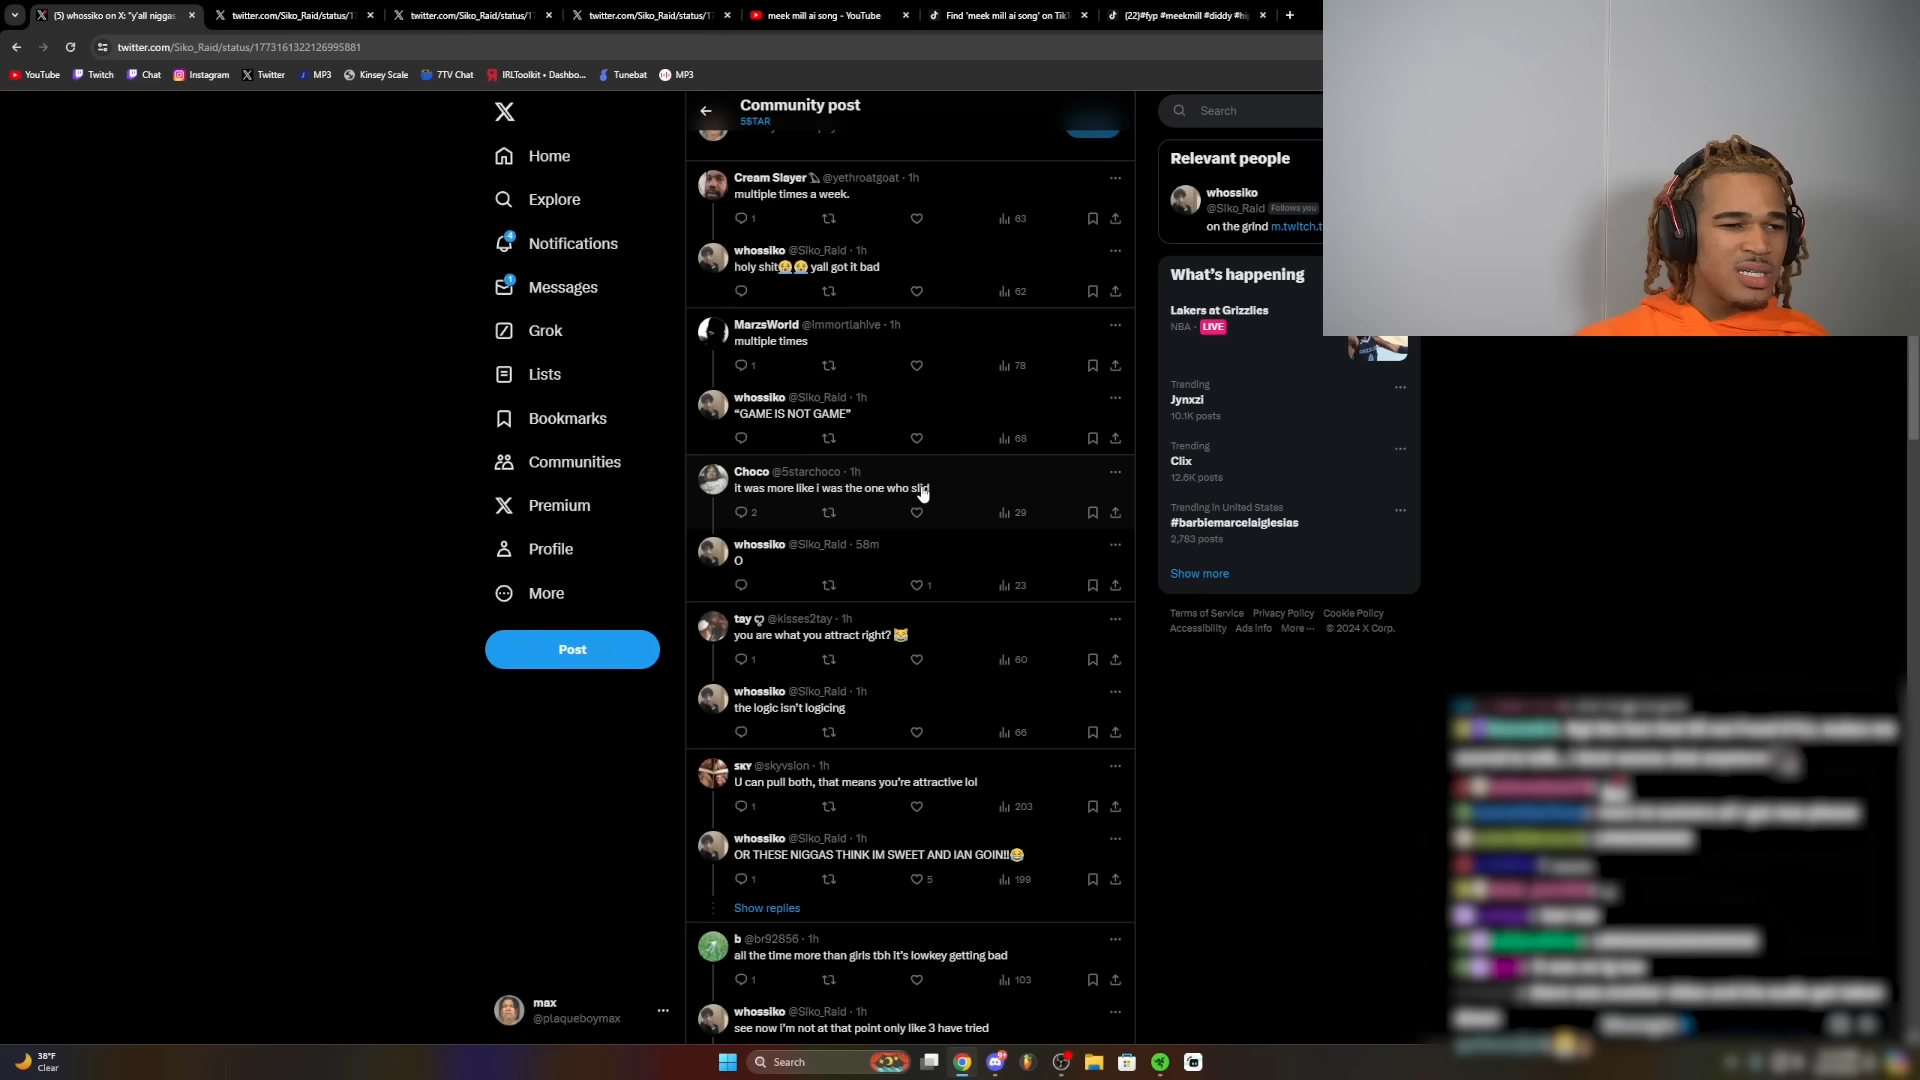 (5) whossiko on X: "y'all niggas
twitter.com/Siko_Raid/status/17
twitter.com/Siko_Raid/status/17
twitter.com/Siko_Raid/status/17
meek mill ai song - YouTube
Find 'meek mill ai song' on TikT
(22)#fyp #meekmill #diddy #hi
twitter.com/Siko_Raid/status/1773161322126995881
YouTube
Twitch
Chat
Instagram
Twitter
MP3
Kinsey Scale
7TV Chat
IRLToolkit • Dashbo...
Tunebat
MP3
Home
Explore
4
Notifications
1
Messages
Grok
Lists
Bookmarks
Communities
Premium
Profile
More
Post
max
@plaqueboymax
Community post
5STAR
Cream Slayer @yethroatgoat · 1h
multiple times a week.
1 63
whossiko @Siko_Raid · 1h
holy shit😭😭 yall got it bad
62
MarzsWorld @immortlahive · 1h
multiple times
1 78
whossiko @Siko_Raid · 1h
“GAME IS NOT GAME”
68
Choco @5starchoco · 1h
it was more like i was the one who slid
2 29
whossiko @Siko_Raid · 58m
O
1 23
tay @kisses2tay · 1h
you are what you attract right? 😹
1 60
whossiko @Siko_Raid · 1h
the logic isn’t logicing
66
SKY @skyvsion · 1h
U can pull both, that means you’re attractive lol
1 203
whossiko @Siko_Raid · 1h
OR THESE NIGGAS THINK IM SWEET AND IAN GOIN!!😂
1 5 199
Show replies
b @br92856 · 1h
all the time more than girls tbh it’s lowkey getting bad
1 103
whossiko @Siko_Raid · 1h
see now i’m not at that point only like 3 have tried
Search
Relevant people
whossiko
@Siko_Raid Follows you
on the grind m.twitch.t
What’s happening
Lakers at Grizzlies
NBA · LIVE
Trending
Jynxzi
10.1K posts
Trending
Clix
12.6K posts
Trending in United States
#barbiemarcelaiglesias
2,783 posts
Show more
Terms of Service Privacy Policy Cookie Policy
Accessibility Ads info More ··· © 2024 X Corp.
38°F
Clear
Search